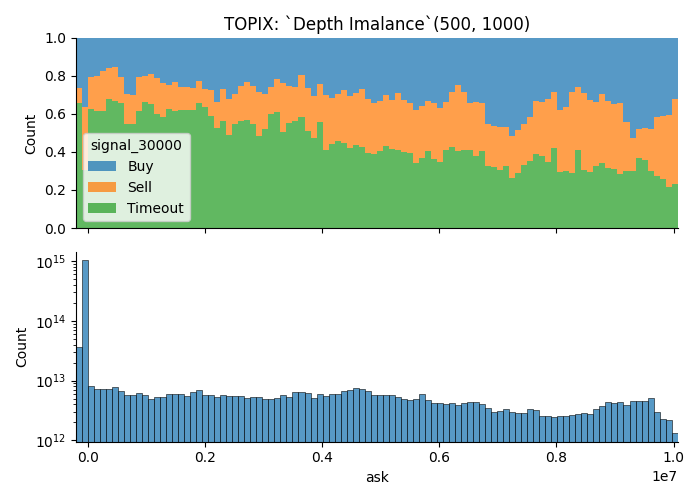 TOPIX: `Depth Imalance`(500, 1000)
1.0
0.8
0.6
0.4
0.2
0.0
Count
signal_30000
Buy
Sell
Timeout
10^15
10^14
10^13
10^12
Count
0.0 0.2 0.4 0.6 0.8 1.0
1e7
ask